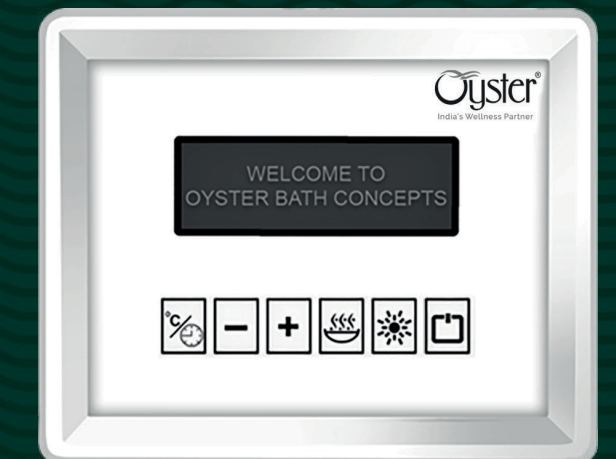 Oyster®
India's Wellness Partner
WELCOME TO
OYSTER BATH CONCEPTS
°C/
- +